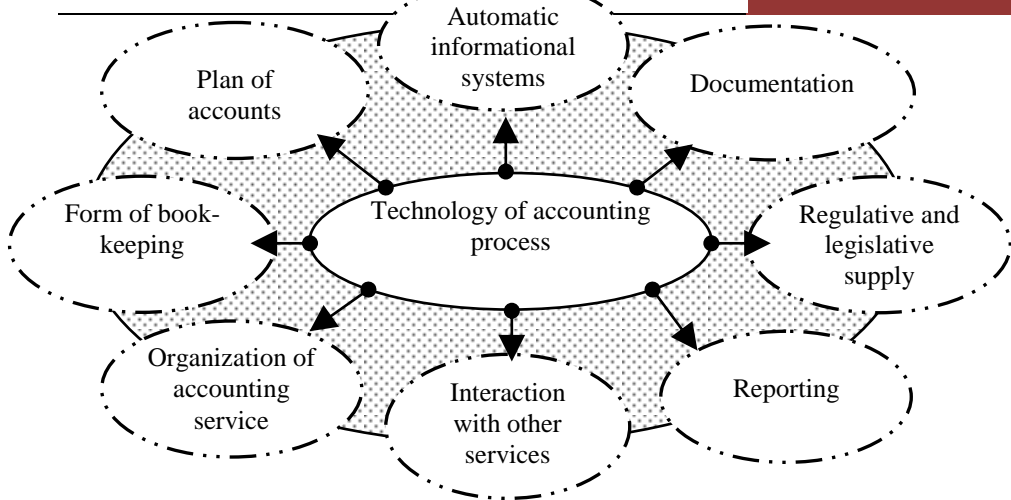 Automatic
informational
systems
Plan of
accounts
Documentation
Form of book-
keeping
Technology of accounting
process
Regulative and
legislative
supply
Organization of
accounting
service
Interaction
with other
services
Reporting